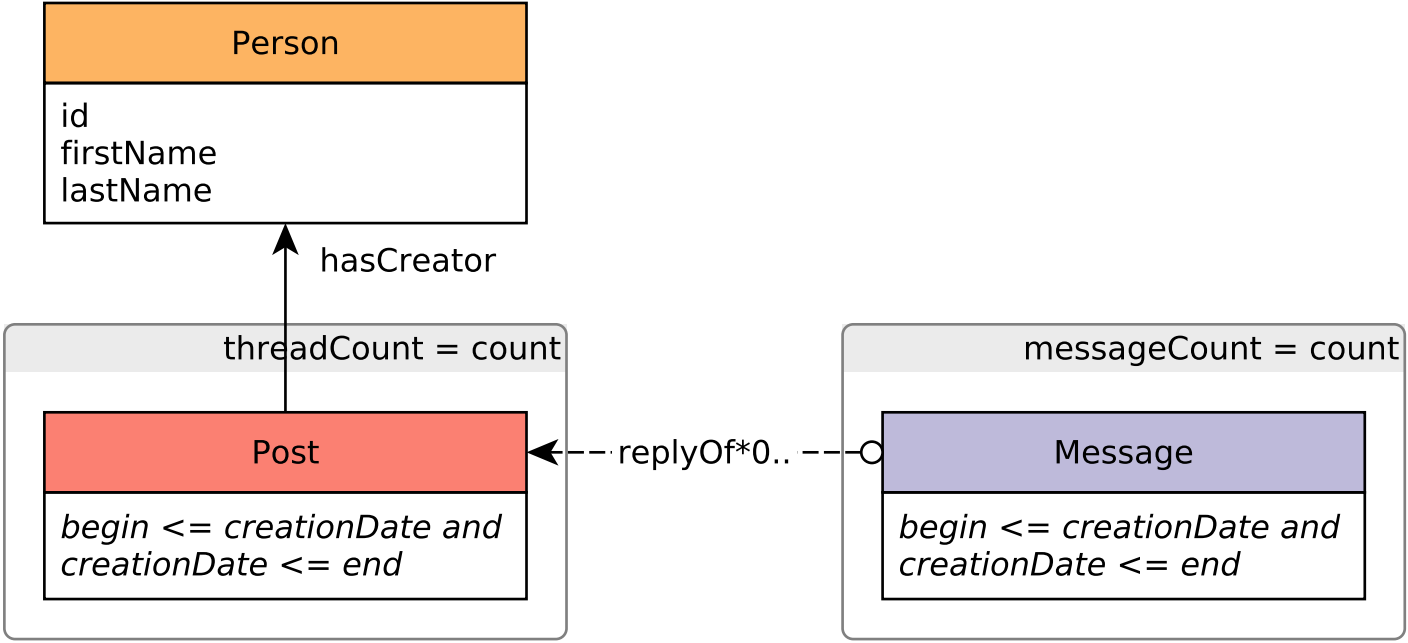 Person
id
firstName
lastName
hasCreator
threadCount = count
messageCount = count
Post
replyOf*0..
Message
begin <= creationDate and
creationDate <= end
begin <= creationDate and
creationDate <= end